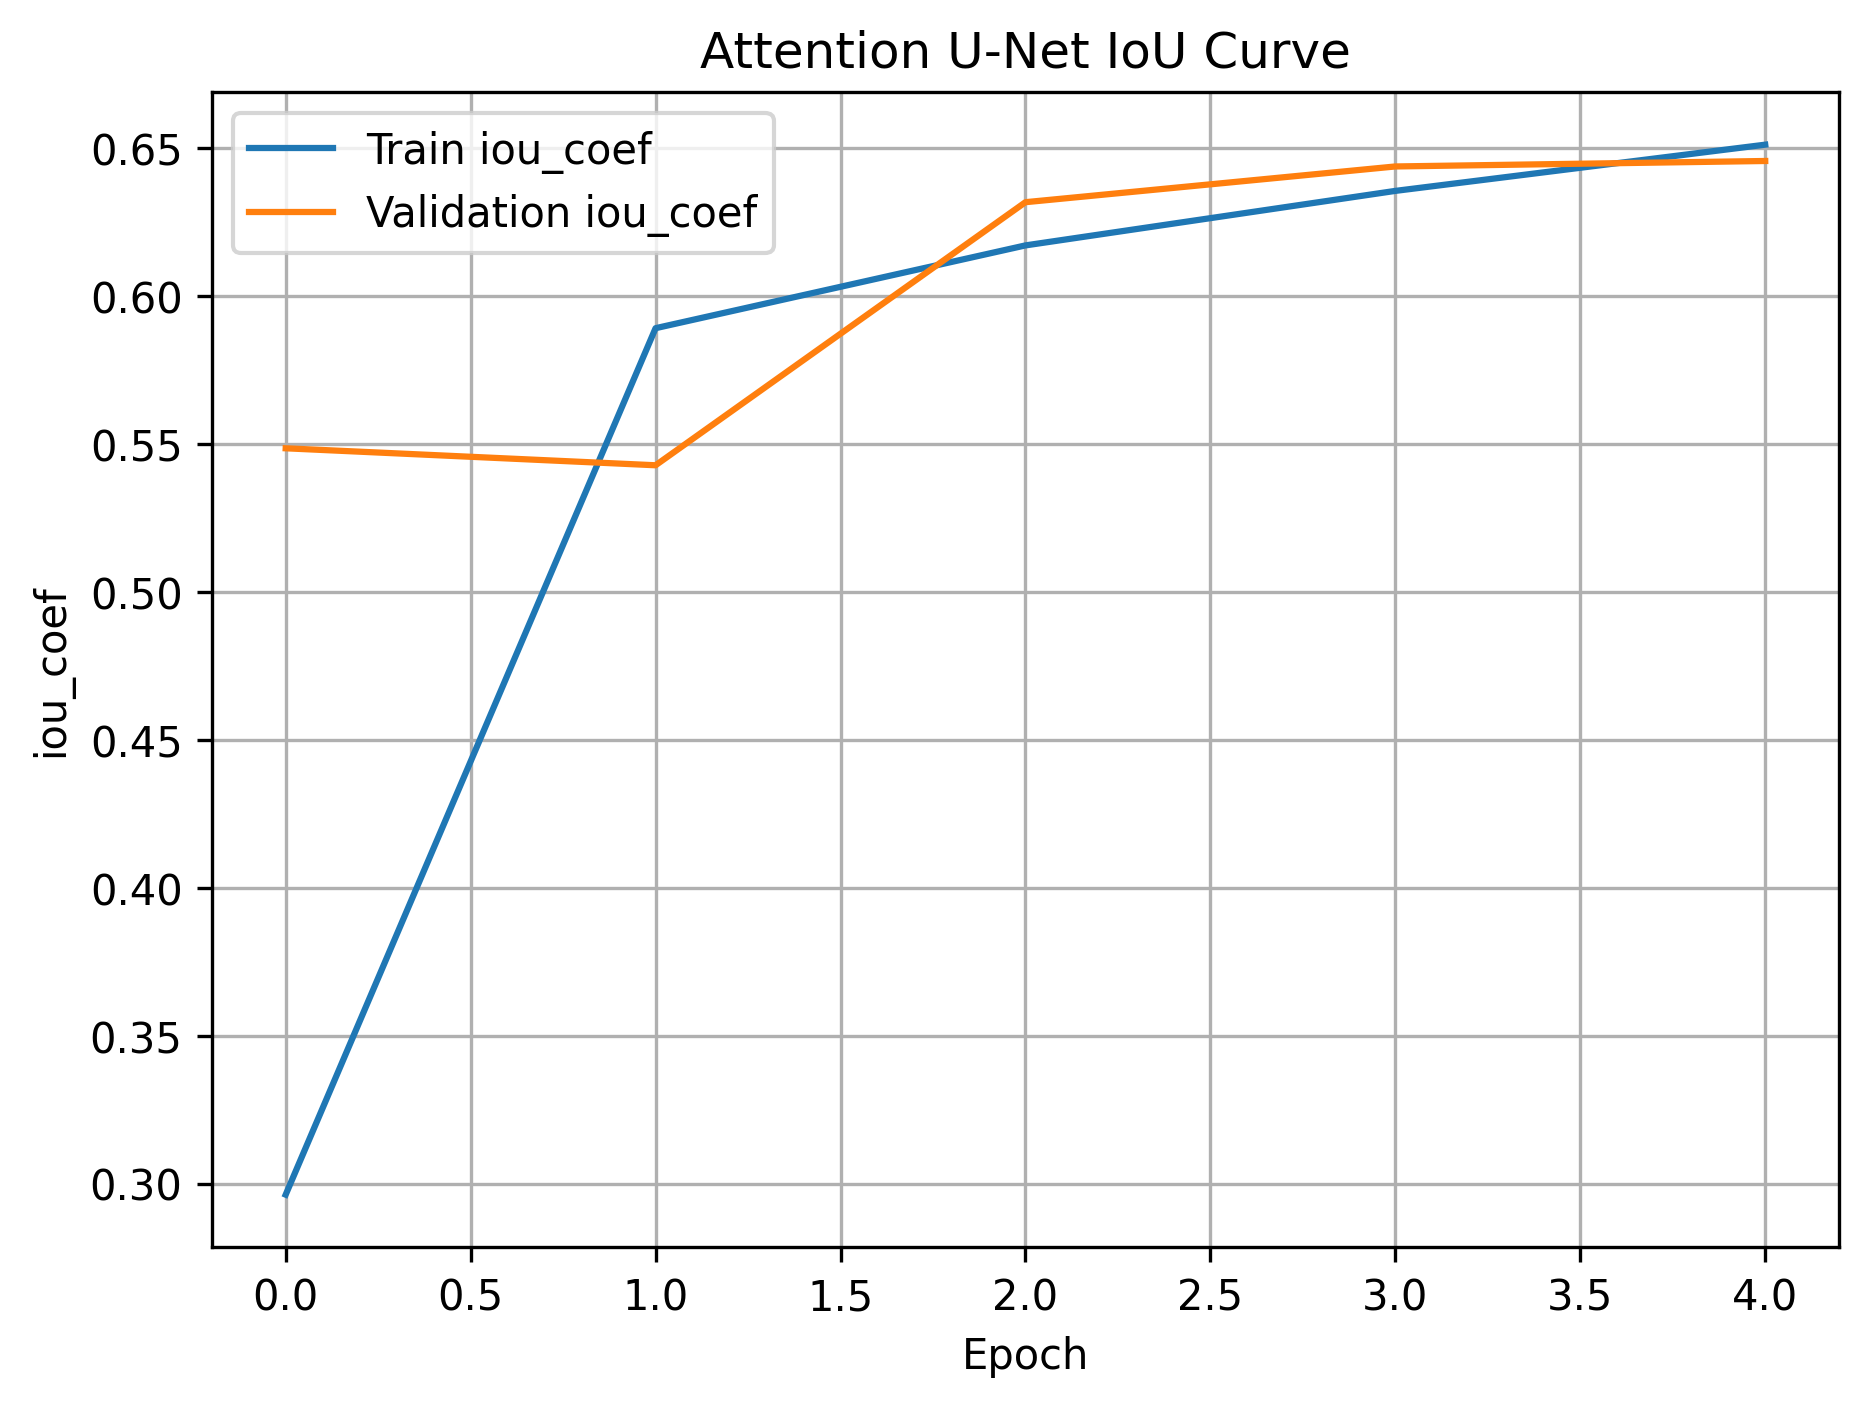 Attention U-Net IoU Curve
Train iou_coef
Validation iou_coef
iou_coef
0.65
0.60
0.55
0.50
0.45
0.40
0.35
0.30
0.0 0.5 1.0 1.5 2.0 2.5 3.0 3.5 4.0
Epoch